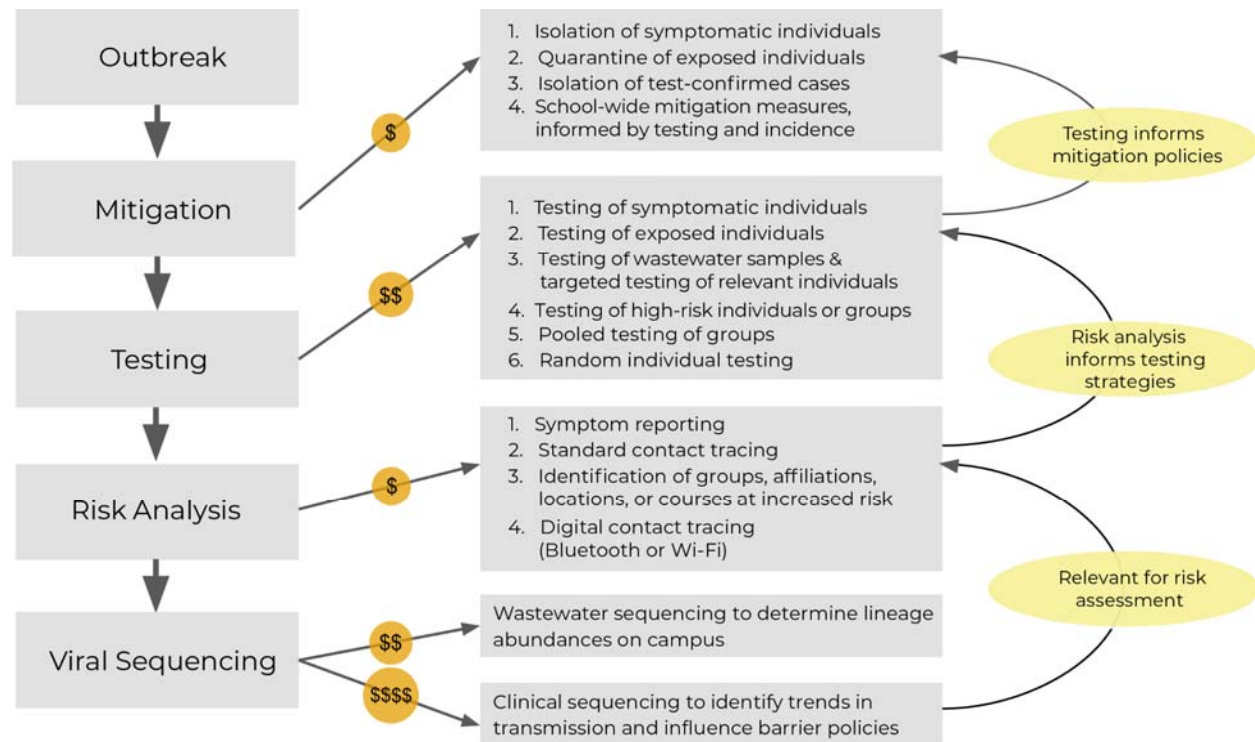 Outbreak
Mitigation
Testing
Risk Analysis
Viral Sequencing
$
$$
$
$$
$$$$
1. Isolation of symptomatic individuals
2. Quarantine of exposed individuals
3. Isolation of test-confirmed cases
4. School-wide mitigation measures,
informed by testing and incidence
1. Testing of symptomatic individuals
2. Testing of exposed individuals
3. Testing of wastewater samples &
targeted testing of relevant individuals
4. Testing of high-risk individuals or groups
5. Pooled testing of groups
6. Random individual testing
1. Symptom reporting
2. Standard contact tracing
3. Identification of groups, affiliations,
locations, or courses at increased risk
4. Digital contact tracing
(Bluetooth or Wi-Fi)
Wastewater sequencing to determine lineage
abundances on campus
Clinical sequencing to identify trends in
transmission and influence barrier policies
Testing informs
mitigation policies
Risk analysis
informs testing
strategies
Relevant for risk
assessment